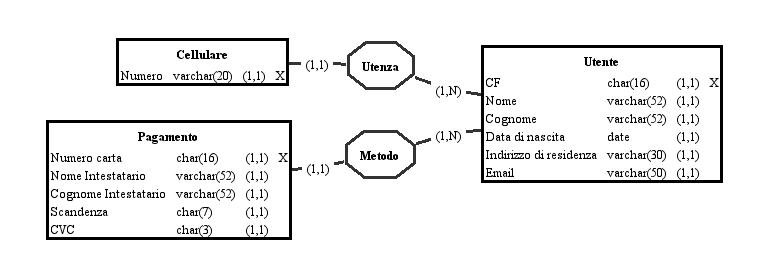 Cellulare
Numero varchar(20) (1,1) X
(1,1)
Utenza
(1,N)
Utente
CF char(16) (1,1) X
Nome varchar(52) (1,1)
Cognome varchar(52) (1,1)
Data di nascita date (1,1)
Indirizzo di residenza varchar(30) (1,1)
Email varchar(50) (1,1)
Pagamento
Numero carta char(16) (1,1) X
Nome Intestatario varchar(52) (1,1)
Cognome Intestatario varchar(52) (1,1)
Scandenza char(7) (1,1)
CVC char(3) (1,1)
(1,1)
Metodo
(1,N)